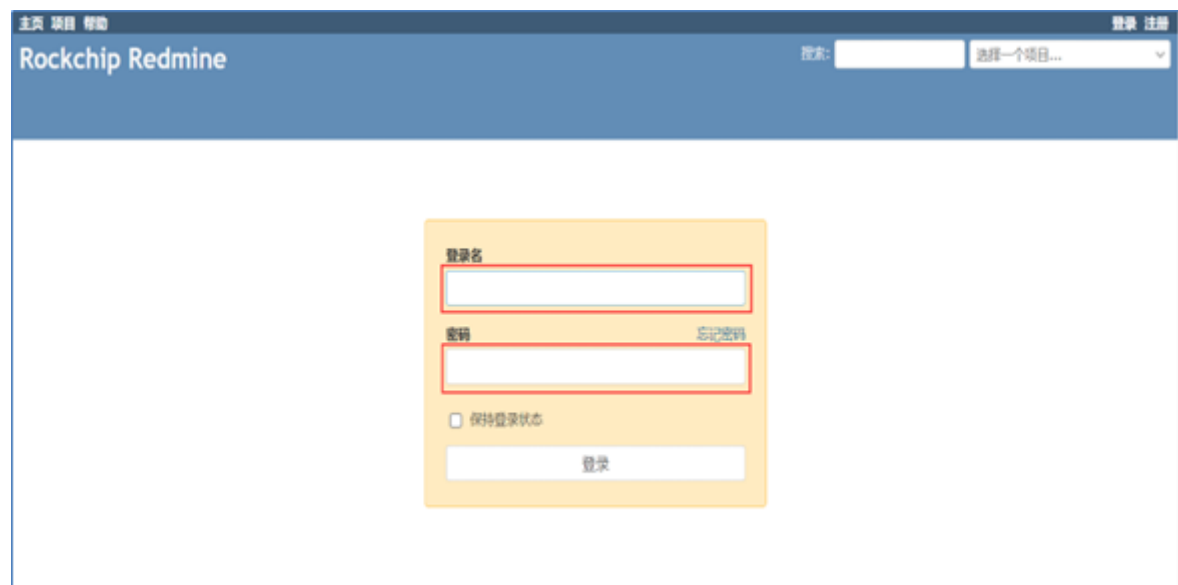 主页 项目 帮助 登录 注册
Rockchip Redmine 搜索: 选择一个项目...
登录名
密码 忘记密码
保持登录状态
登录